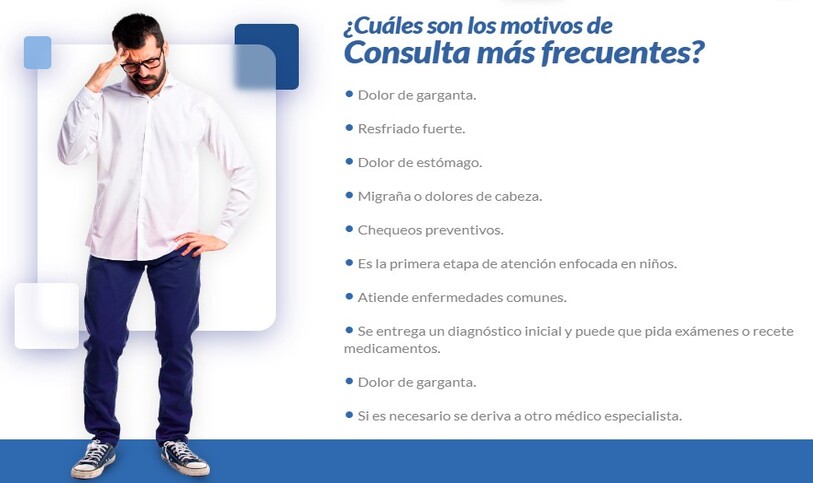 ¿Cuáles son los motivos de
Consulta más frecuentes?
• Dolor de garganta.
• Resfriado fuerte.
• Dolor de estómago.
• Migraña o dolores de cabeza.
• Chequeos preventivos.
• Es la primera etapa de atención enfocada en niños.
• Atiende enfermedades comunes.
• Se entrega un diagnóstico inicial y puede que pida exámenes o recete
medicamentos.
• Dolor de garganta.
• Si es necesario se deriva a otro médico especialista.